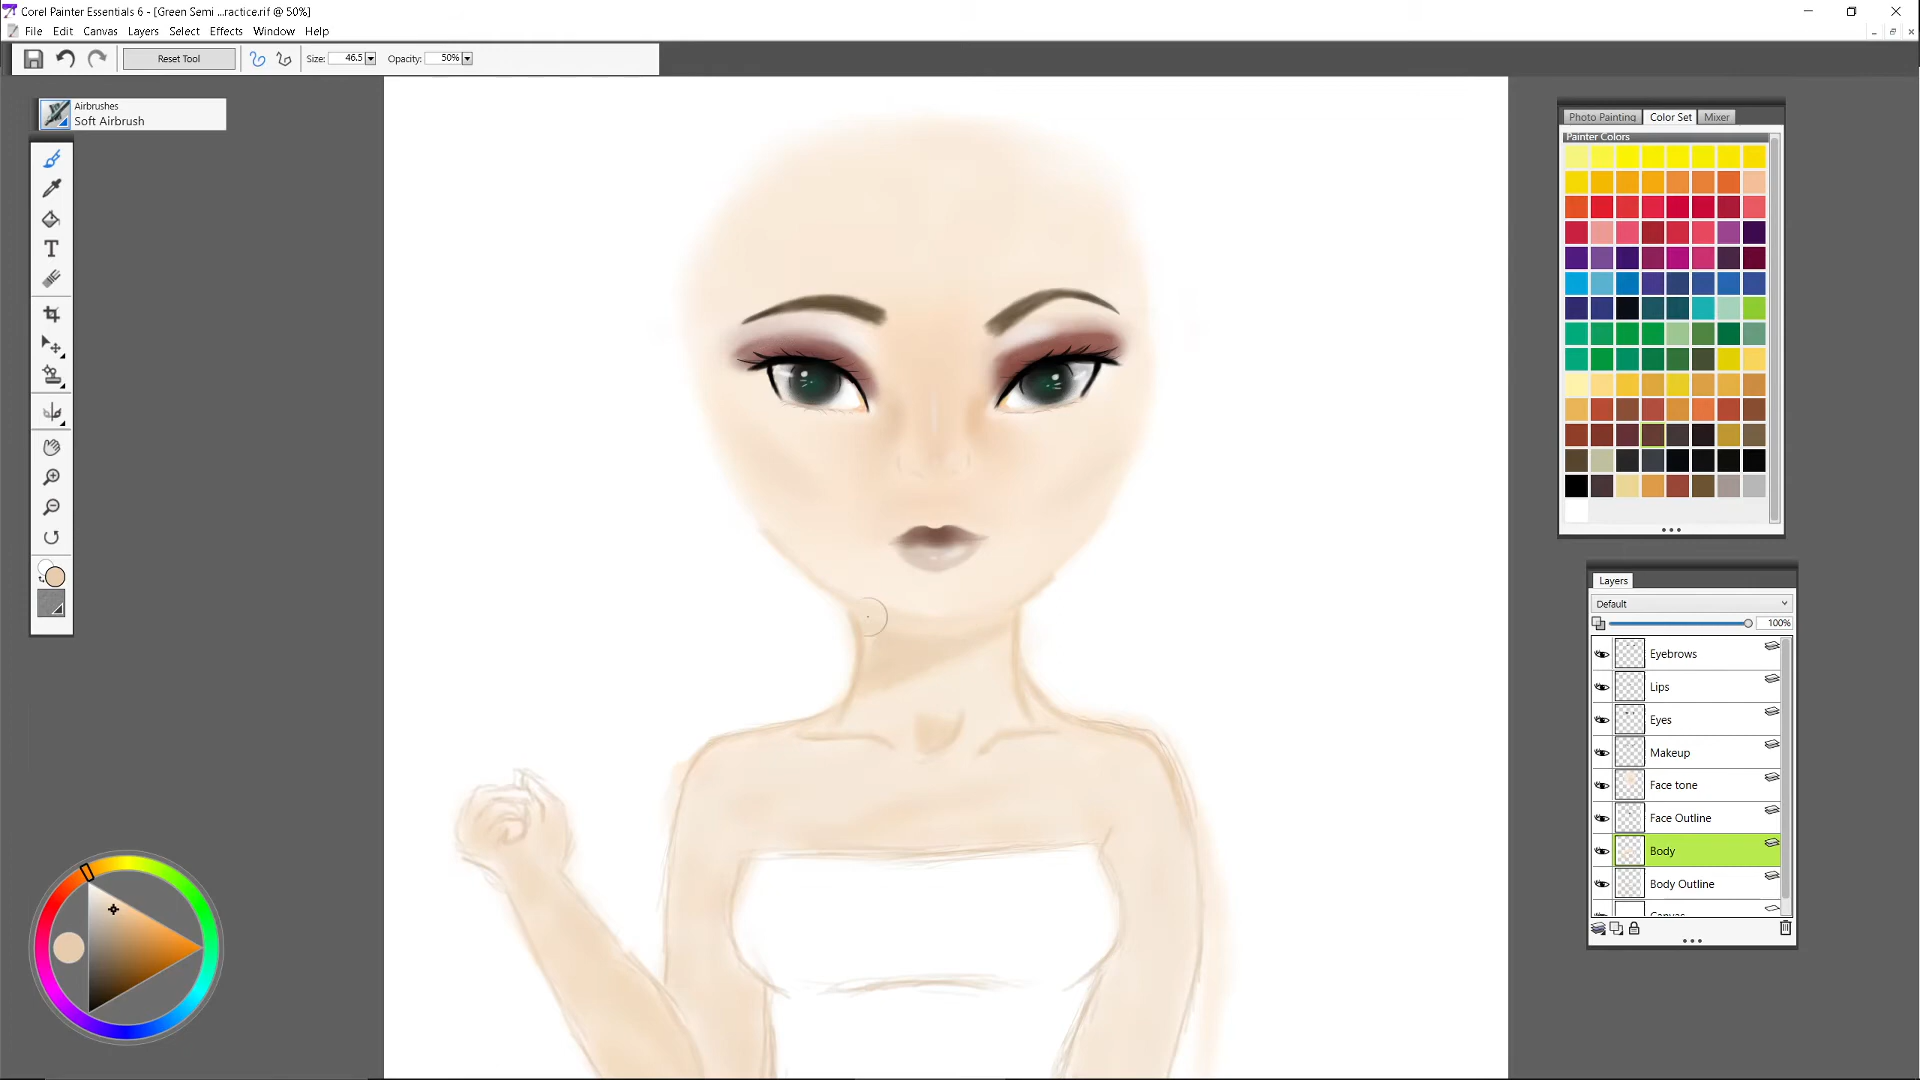 Corel Painter Essentials 6 - [Green Semi ...ractice.rif @ 50%]
File Edit Canvas Layers Select Effects Window Help
Reset Tool Size: 46.5 Opacity: 50%
Airbrushes
Soft Airbrush
T
Photo Painting Color Set Mixer
Painter Colors
Layers
Default
100%
Eyebrows
Lips
Eyes
Makeup
Face tone
Face Outline
Body
Body Outline
Canvas